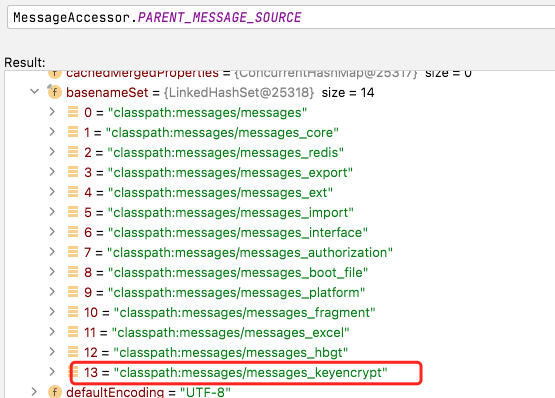 MessageAccessor.PARENT_MESSAGE_SOURCE
Result:
f cachedMergedProperties = {ConcurrentHashMap@25317} size = 0
f basenameSet = {LinkedHashSet@25318} size = 14
0 = "classpath:messages/messages"
1 = "classpath:messages/messages_core"
2 = "classpath:messages/messages_redis"
3 = "classpath:messages/messages_export"
4 = "classpath:messages/messages_ext"
5 = "classpath:messages/messages_import"
6 = "classpath:messages/messages_interface"
7 = "classpath:messages/messages_authorization"
8 = "classpath:messages/messages_boot_file"
9 = "classpath:messages/messages_platform"
10 = "classpath:messages/messages_fragment"
11 = "classpath:messages/messages_excel"
12 = "classpath:messages/messages_hbgt"
13 = "classpath:messages/messages_keyencrypt"
f defaultEncoding = "UTF-8"